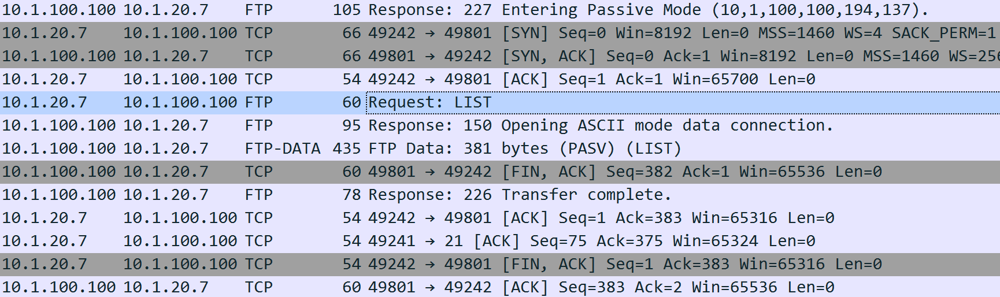 10.1.100.100 10.1.20.7 FTP 105 Response: 227 Entering Passive Mode (10,1,100,100,194,137).
10.1.20.7 10.1.100.100 TCP 66 49242 → 49801 [SYN] Seq=0 Win=8192 Len=0 MSS=1460 WS=4 SACK_PERM=1
10.1.100.100 10.1.20.7 TCP 66 49801 → 49242 [SYN, ACK] Seq=0 Ack=1 Win=8192 Len=0 MSS=1460 WS=256
10.1.20.7 10.1.100.100 TCP 54 49242 → 49801 [ACK] Seq=1 Ack=1 Win=65700 Len=0
10.1.20.7 10.1.100.100 FTP 60 Request: LIST
10.1.100.100 10.1.20.7 FTP 95 Response: 150 Opening ASCII mode data connection.
10.1.100.100 10.1.20.7 FTP-DATA 435 FTP Data: 381 bytes (PASV) (LIST)
10.1.100.100 10.1.20.7 TCP 60 49801 → 49242 [FIN, ACK] Seq=382 Ack=1 Win=65536 Len=0
10.1.100.100 10.1.20.7 FTP 78 Response: 226 Transfer complete.
10.1.20.7 10.1.100.100 TCP 54 49242 → 49801 [ACK] Seq=1 Ack=383 Win=65316 Len=0
10.1.20.7 10.1.100.100 TCP 54 49241 → 21 [ACK] Seq=75 Ack=375 Win=65324 Len=0
10.1.20.7 10.1.100.100 TCP 54 49242 → 49801 [FIN, ACK] Seq=1 Ack=383 Win=65316 Len=0
10.1.100.100 10.1.20.7 TCP 60 49801 → 49242 [ACK] Seq=383 Ack=2 Win=65536 Len=0